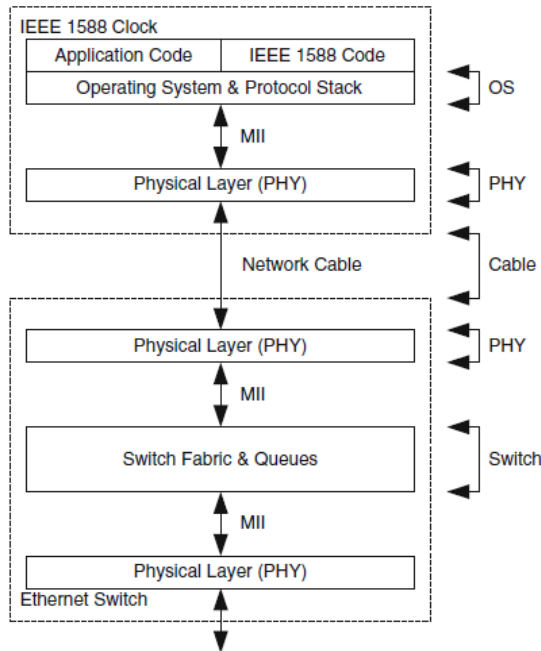 IEEE 1588 Clock
Application Code
IEEE 1588 Code
Operating System & Protocol Stack
OS
MII
Physical Layer (PHY)
PHY
Network Cable
Cable
Physical Layer (PHY)
PHY
MII
Switch Fabric & Queues
Switch
MII
Physical Layer (PHY)
Ethernet Switch